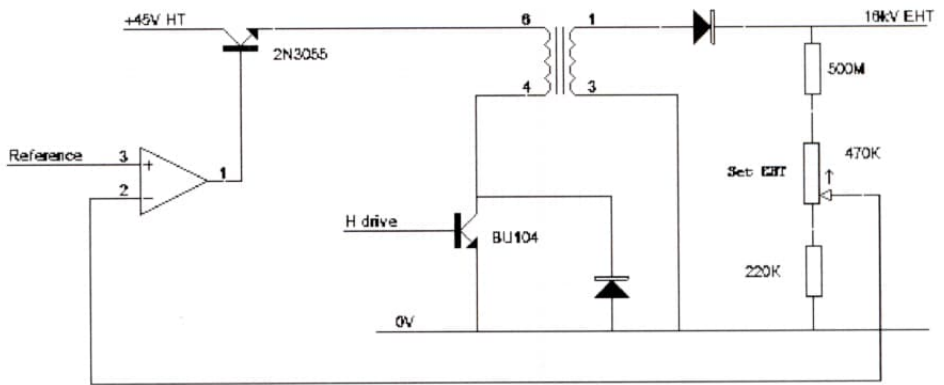 +45V HT
6
1
16kV EHT
2N3055
500M
4
3
Reference
3
+
1
470K
Set EHT
2
-
H drive
BU104
220K
0V